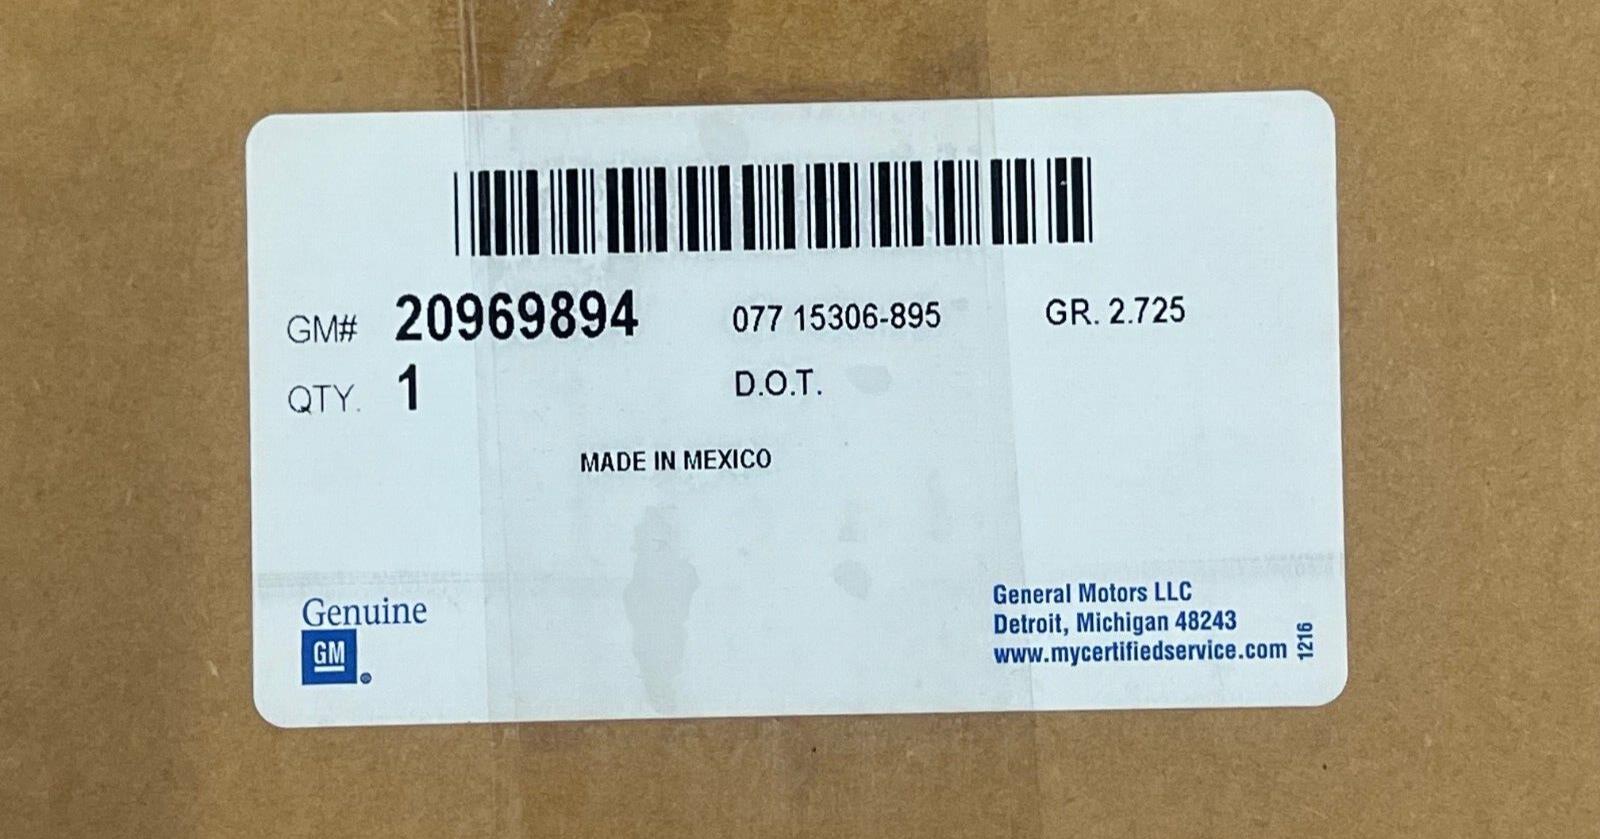 GM# 20969894 077 15306-895 GR. 2.725
QTY. 1 D.O.T.
MADE IN MEXICO
Genuine
GM
General Motors LLC
Detroit, Michigan 48243
www.mycertifiedservice.com
1216